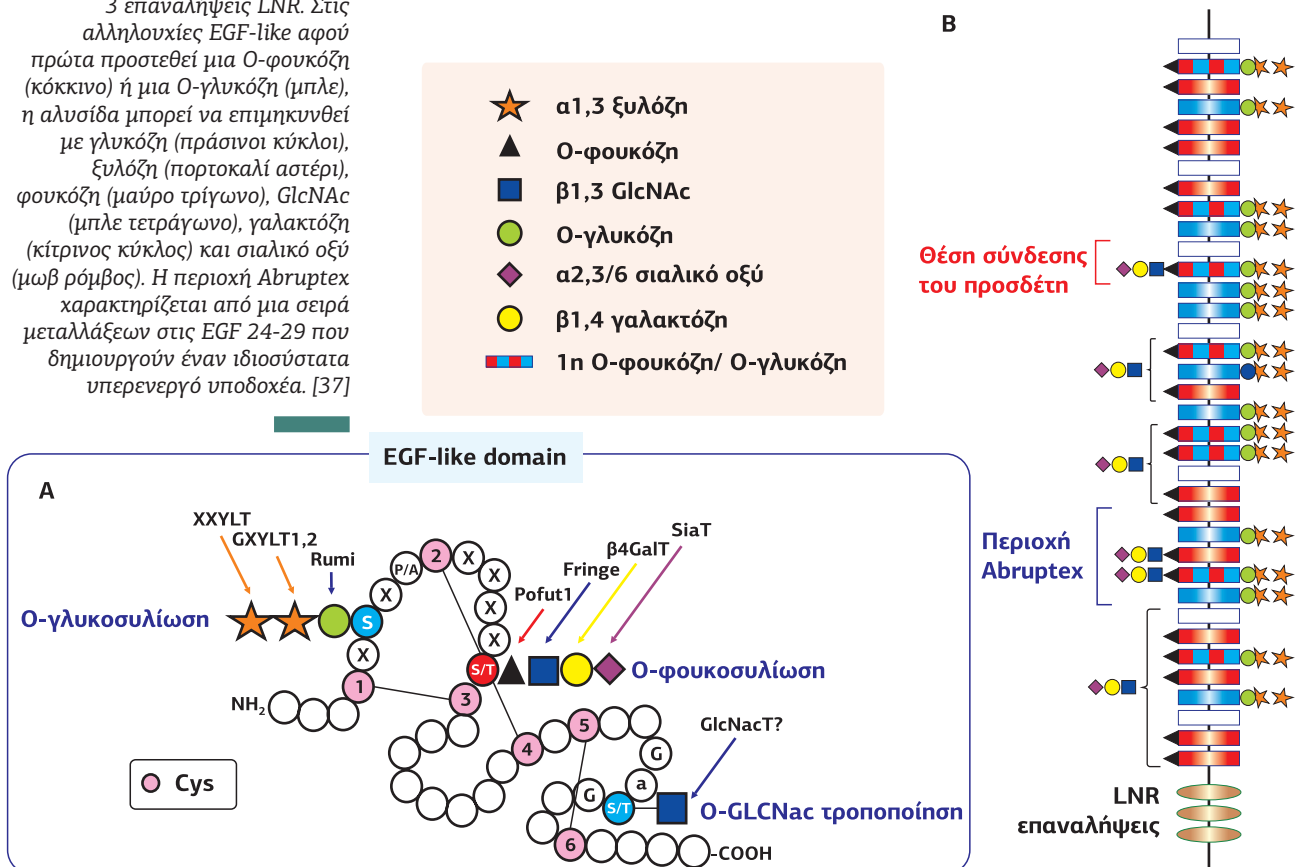 3 επαναλήψεις LNR. Στις
αλληλουχίες EGF-like αφού
πρώτα προστεθεί μια Ο-φουκόζη
(κόκκινο) ή μια Ο-γλυκόζη (μπλε),
η αλυσίδα μπορεί να επιμηκυνθεί
με γλυκόζη (πράσινοι κύκλοι),
ξυλόζη (πορτοκαλί αστέρι),
φουκόζη (μαύρο τρίγωνο), GlcNAc
(μπλε τετράγωνο), γαλακτόζη
(κίτρινος κύκλος) και σιαλικό οξύ
(μωβ ρόμβος). Η περιοχή Abruptex
χαρακτηρίζεται από μια σειρά
μεταλλάξεων στις EGF 24-29 που
δημιουργούν έναν ιδιοσύστατα
υπερενεργό υποδοχέα. [37]
α1,3 ξυλόζη
Ο-φουκόζη
β1,3 GlcNAc
Ο-γλυκόζη
α2,3/6 σιαλικό οξύ
β1,4 γαλακτόζη
1η Ο-φουκόζη/ Ο-γλυκόζη
EGF-like domain
A
XXYLT
GXYLT1,2
Rumi
Ο-γλυκοσυλίωση
S
X
P/A
2
X
X
X
X
X
1
NH2
3
S/T
Pofut1
Fringe
β4GalT
SiaT
Ο-φουκοσυλίωση
4
5
G
a
G
S/T
6
GlcNacT?
O-GLCNac τροποποίηση
-COOH
Cys
B
Θέση σύνδεσης
του προσδέτη
Περιοχή
Abruptex
LNR
επαναλήψεις